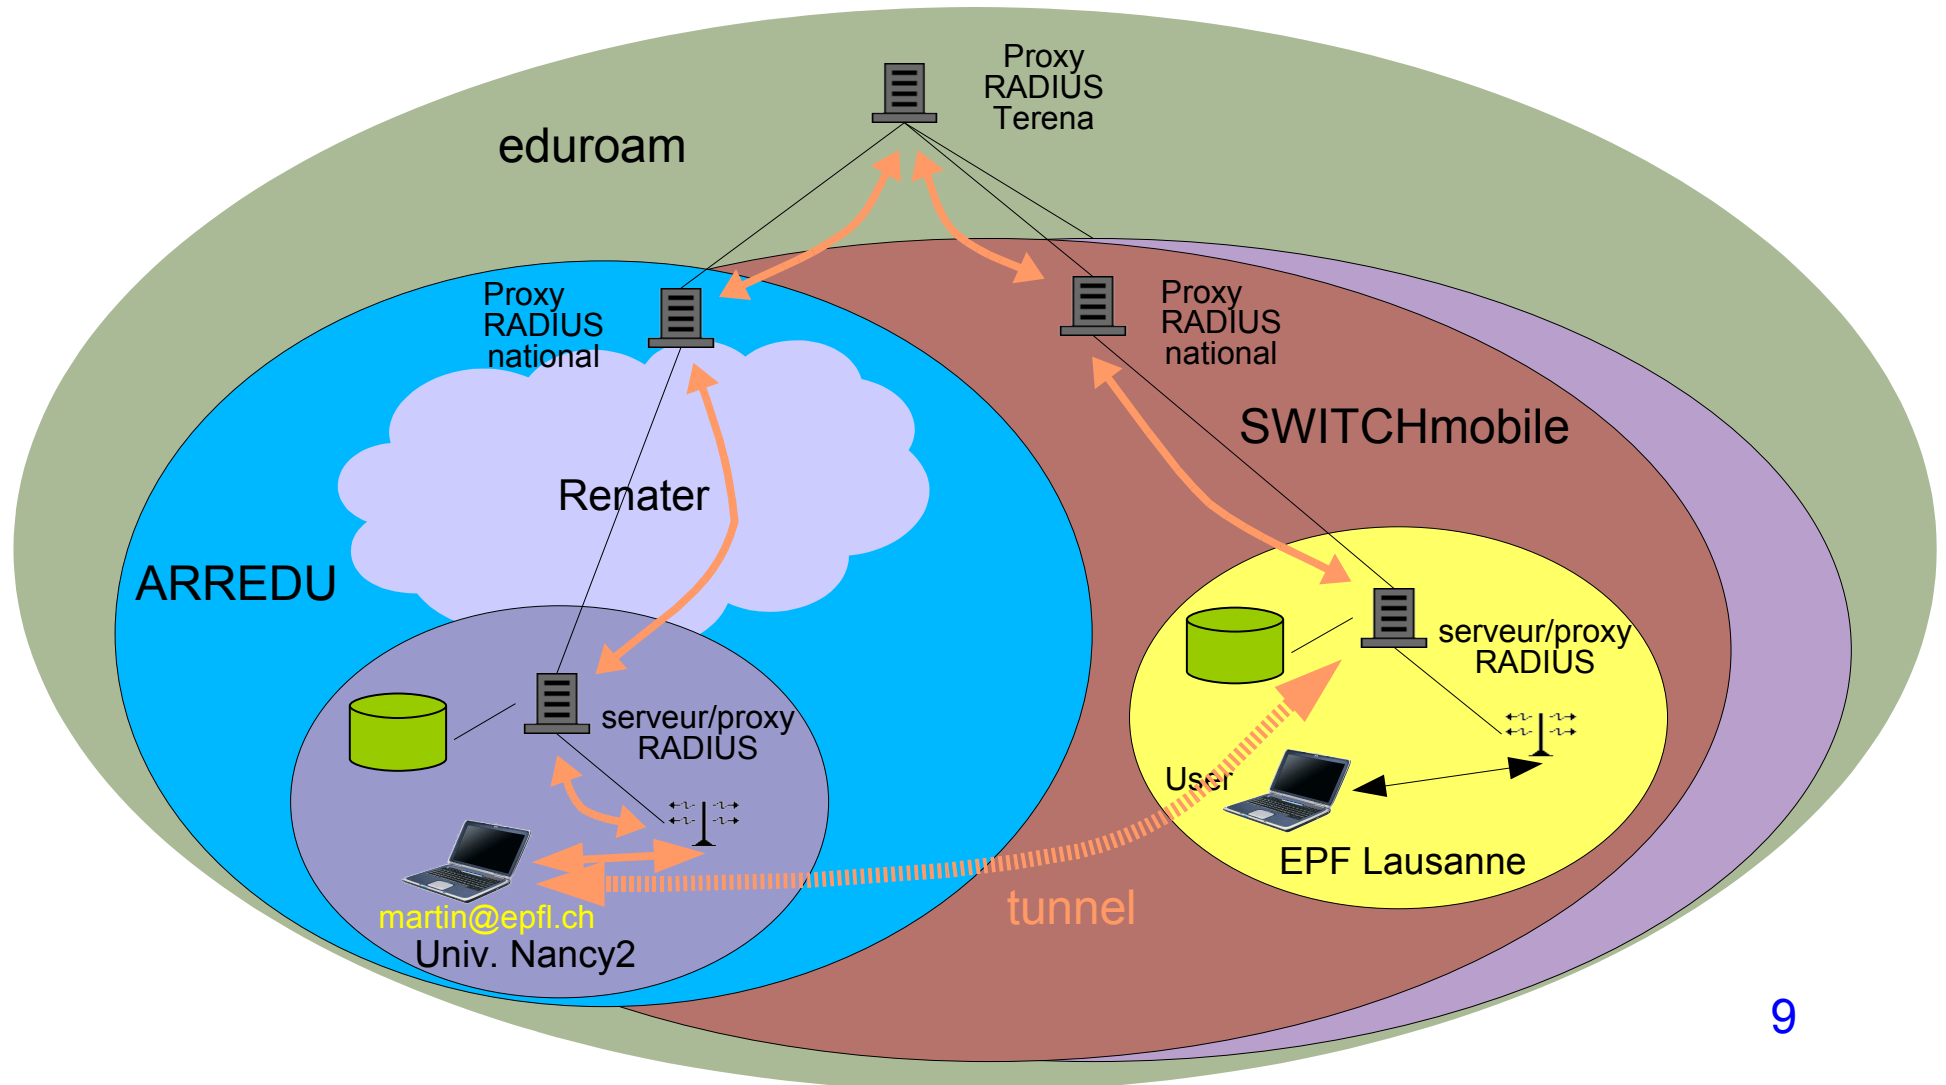 Proxy
RADIUS
Terena
eduroam
Proxy
RADIUS
national
Proxy
RADIUS
national
SWITCHmobile
Renater
ARREDU
serveur/proxy
RADIUS
serveur/proxy
RADIUS
User
EPF Lausanne
tunnel
martin@epfl.ch
Univ. Nancy2
9